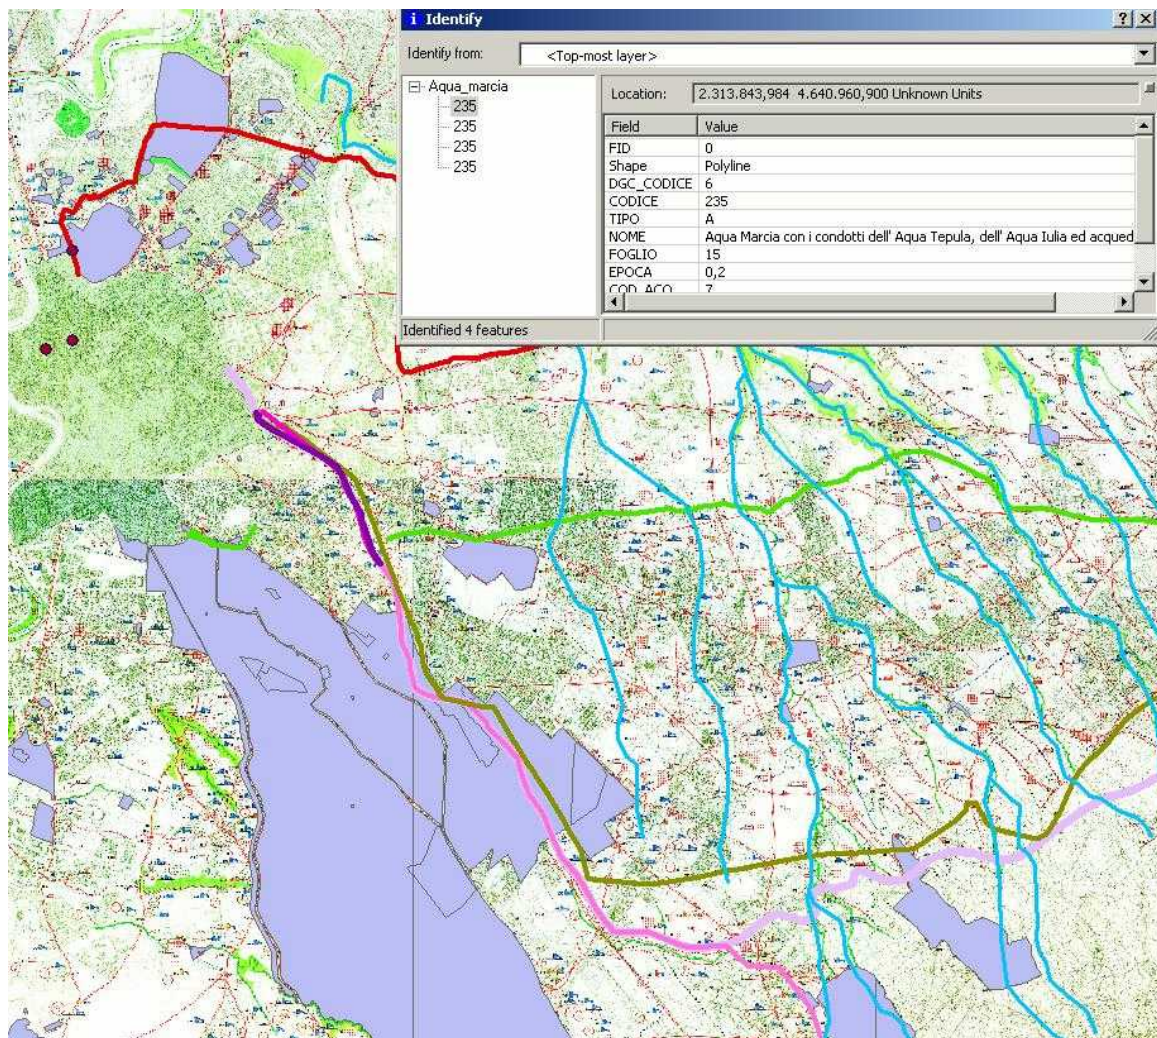 Identify
Identify from: <Top-most layer>
Aqua_marcia
235
235
235
235
Location: 2.313.843,984 4.640.960,900 Unknown Units
Field Value
FID 0
Shape Polyline
DGC_CODICE 6
CODICE 235
TIPO A
NOME Aqua Marcia con i condotti dell' Aqua Tepula, dell' Aqua Iulia ed acqued
FOGLIO 15
EPOCA 0,2
COD_ACQ 7
Identified 4 features